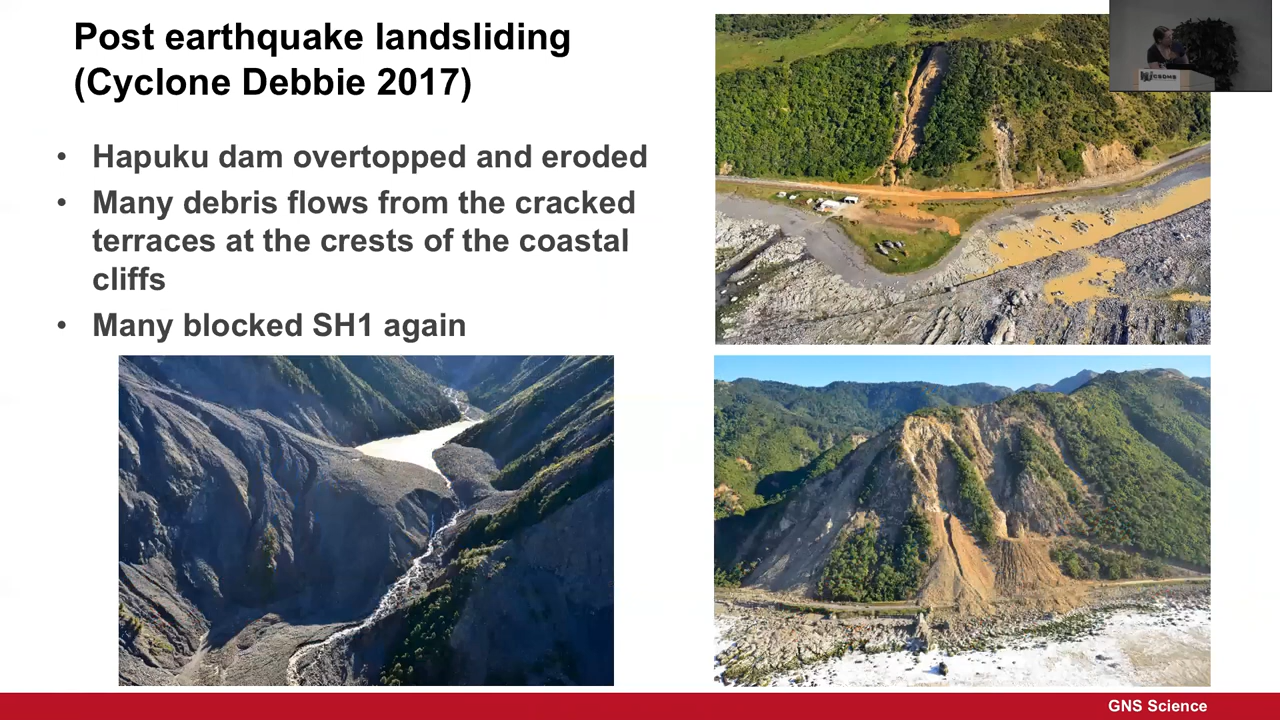 Post earthquake landsliding
(Cyclone Debbie 2017)
• Hapuku dam overtopped and eroded
• Many debris flows from the cracked
terraces at the crests of the coastal
cliffs
• Many blocked SH1 again
CSDMS
GNS Science